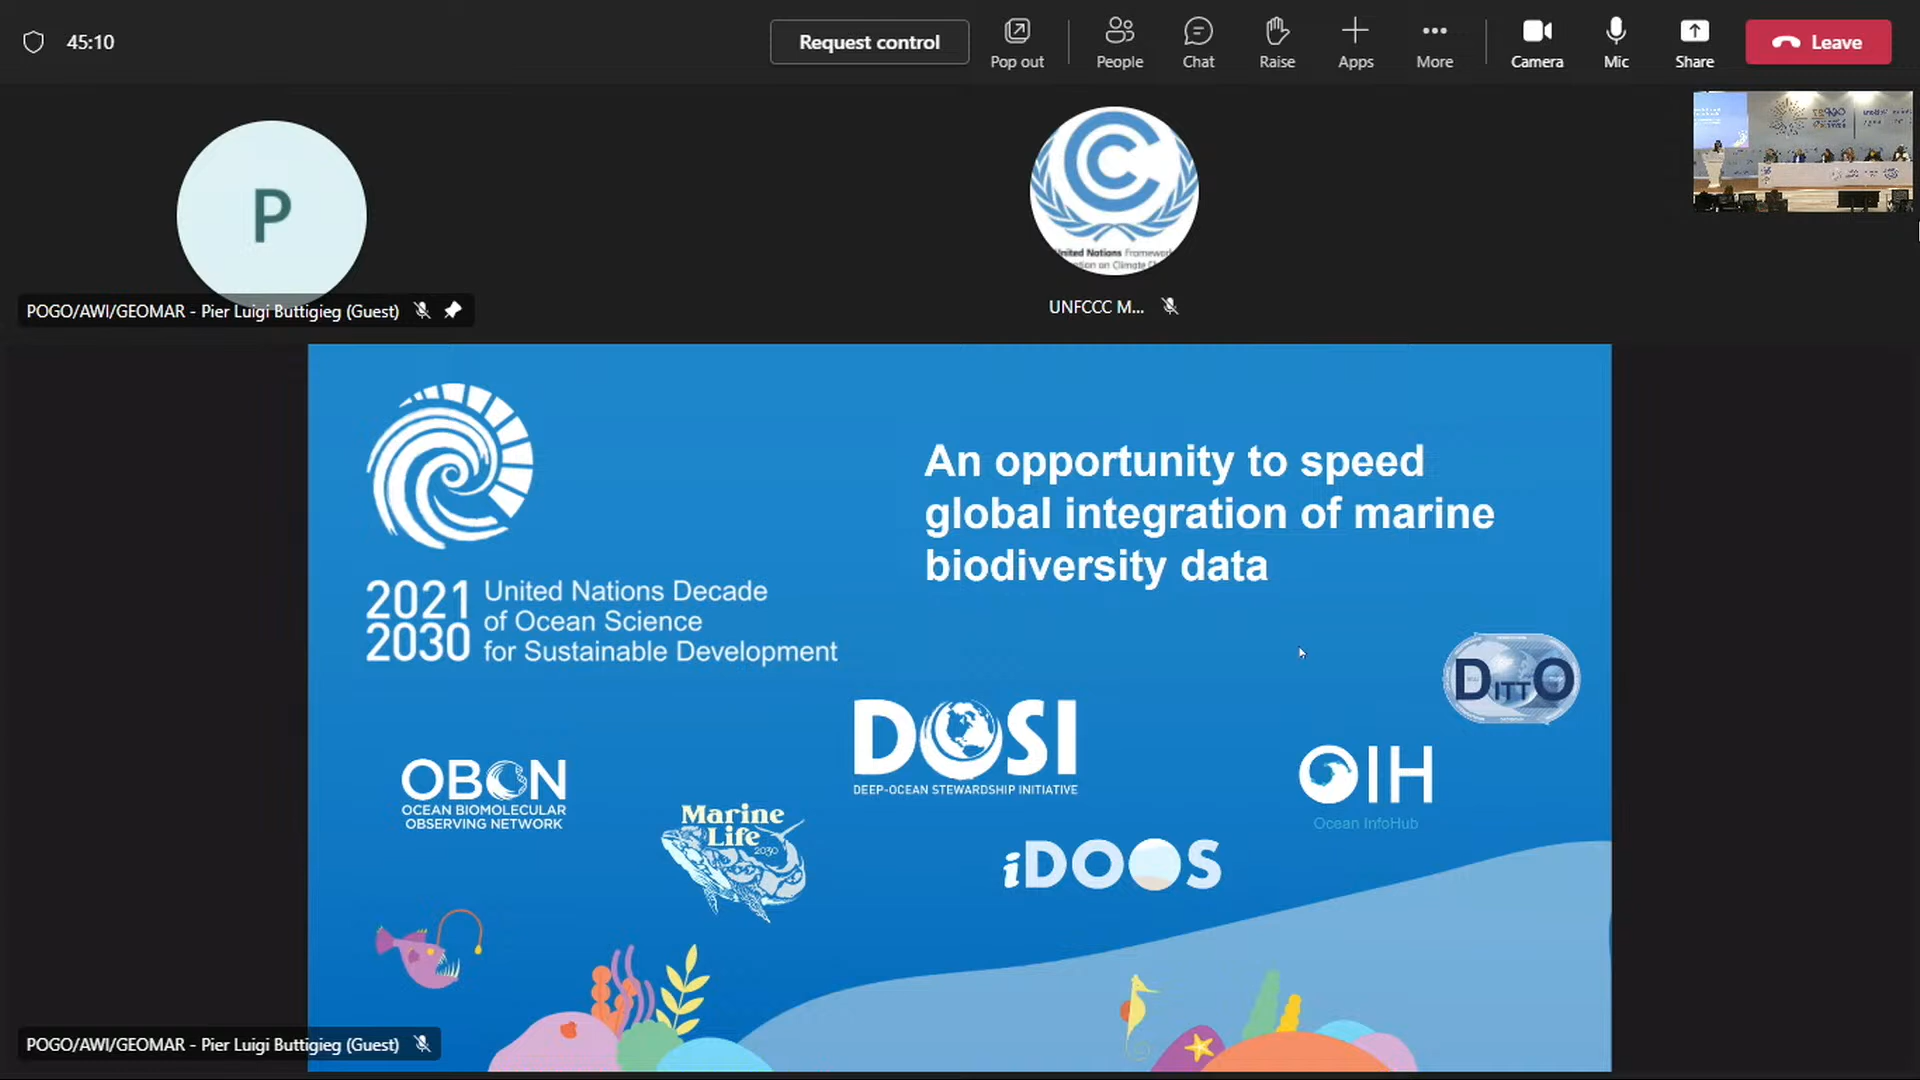 45:10
Request control
Pop out
People
Chat
Raise
Apps
More
Camera
Mic
Share
Leave
P
United Nations Framework
POGO/AWI/GEOMAR - Pier Luigi Buttigieg (Guest)
UNFCCC M...
An opportunity to speed
global integration of marine
biodiversity data
2021
2030
United Nations Decade
of Ocean Science
for Sustainable Development
DITTO
DOSI
DEEP-OCEAN STEWARDSHIP INITIATIVE
OIH
Ocean InfoHub
OBON
OCEAN BIOMOLECULAR
OBSERVING NETWORK
Marine
Life
2030
iDOOS
POGO/AWI/GEOMAR - Pier Luigi Buttigieg (Guest)